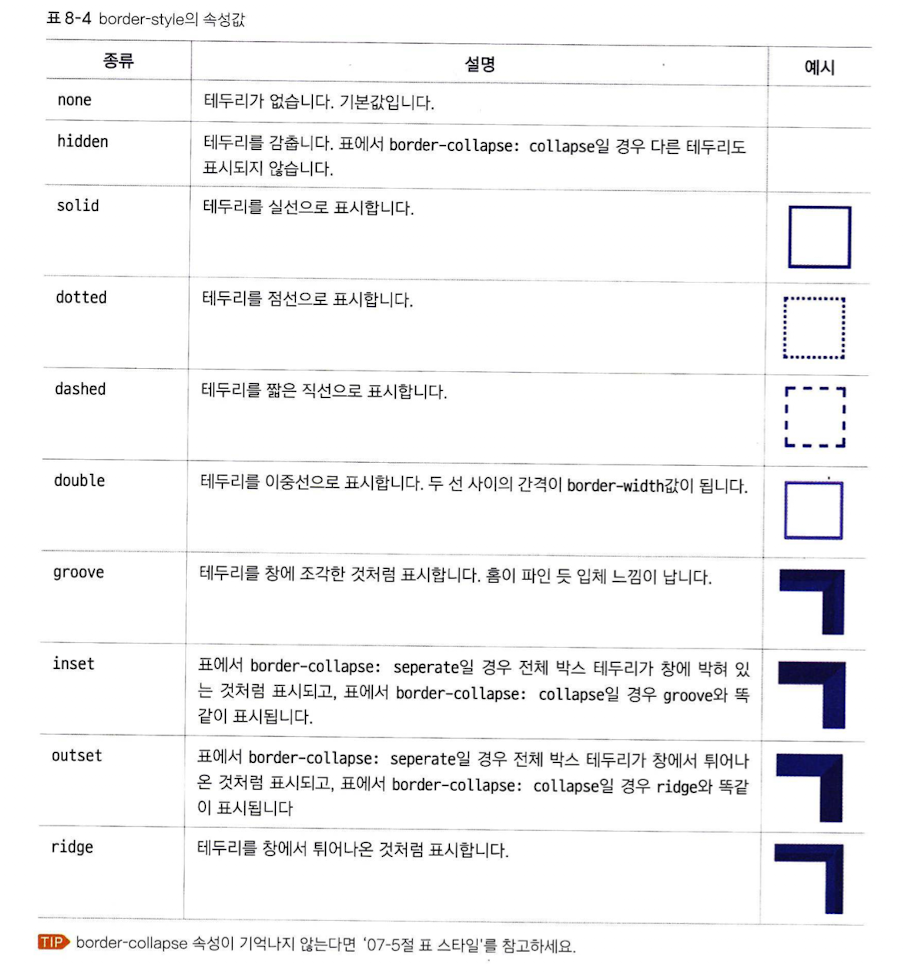 표 8-4 border-style의 속성값
종류 설명 예시
none 테두리가 없습니다. 기본값입니다.
hidden 테두리를 감춥니다. 표에서 border-collapse: collapse일 경우 다른 테두리도
표시되지 않습니다.
solid 테두리를 실선으로 표시합니다.
dotted 테두리를 점선으로 표시합니다.
dashed 테두리를 짧은 직선으로 표시합니다.
double 테두리를 이중선으로 표시합니다. 두 선 사이의 간격이 border-width값이 됩니다.
groove 테두리를 창에 조각한 것처럼 표시합니다. 홈이 파인 듯 입체 느낌이 납니다.
inset 표에서 border-collapse: seperate일 경우 전체 박스 테두리가 창에 박혀 있
는 것처럼 표시되고, 표에서 border-collapse: collapse일 경우 groove와 똑
같이 표시됩니다.
outset 표에서 border-collapse: seperate일 경우 전체 박스 테두리가 창에서 튀어나
온 것처럼 표시되고, 표에서 border-collapse: collapse일 경우 ridge와 똑같
이 표시됩니다
ridge 테두리를 창에서 튀어나온 것처럼 표시합니다.
TIP border-collapse 속성이 기억나지 않는다면 '07-5절 표 스타일'를 참고하세요.